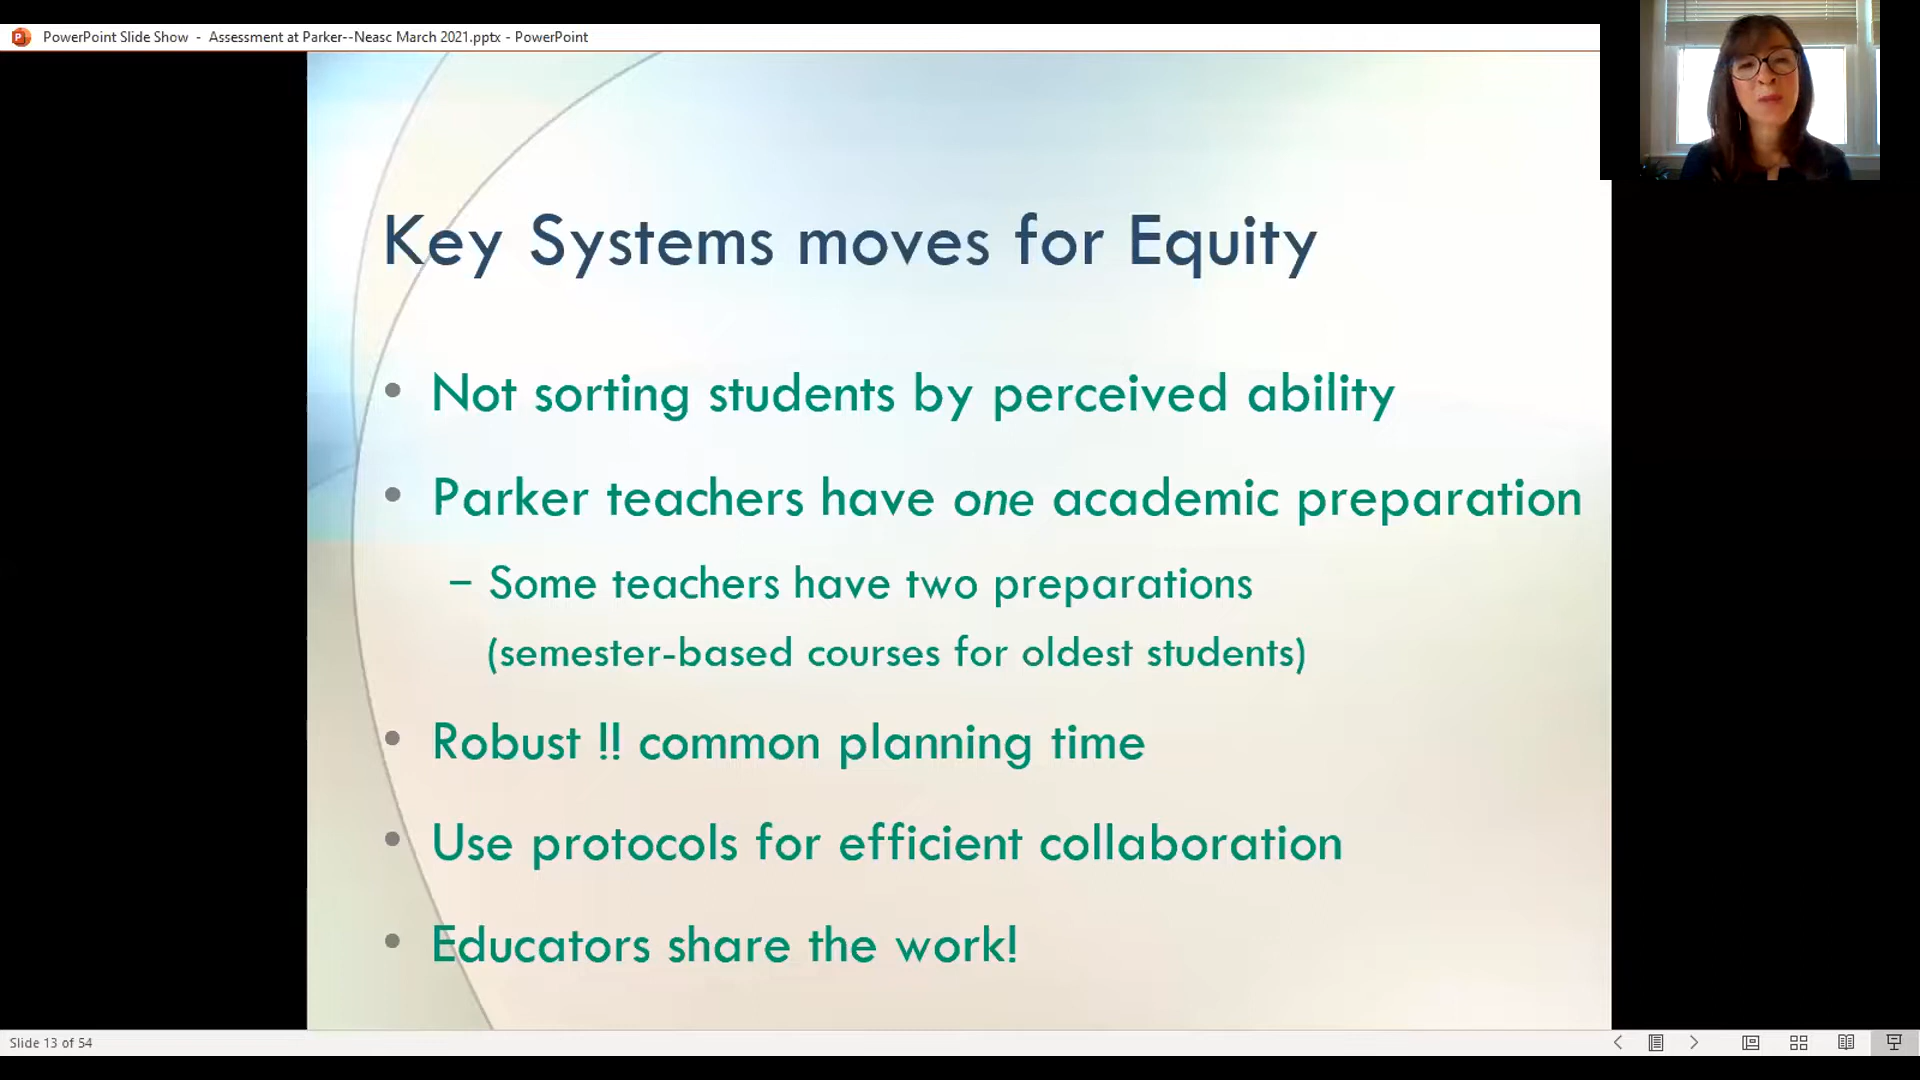 PowerPoint Slide Show - Assessment at Parker--Neasc March 2021.pptx - PowerPoint
Key Systems moves for Equity
• Not sorting students by perceived ability
• Parker teachers have one academic preparation
– Some teachers have two preparations
(semester-based courses for oldest students)
• Robust !! common planning time
• Use protocols for efficient collaboration
• Educators share the work!
Slide 13 of 54